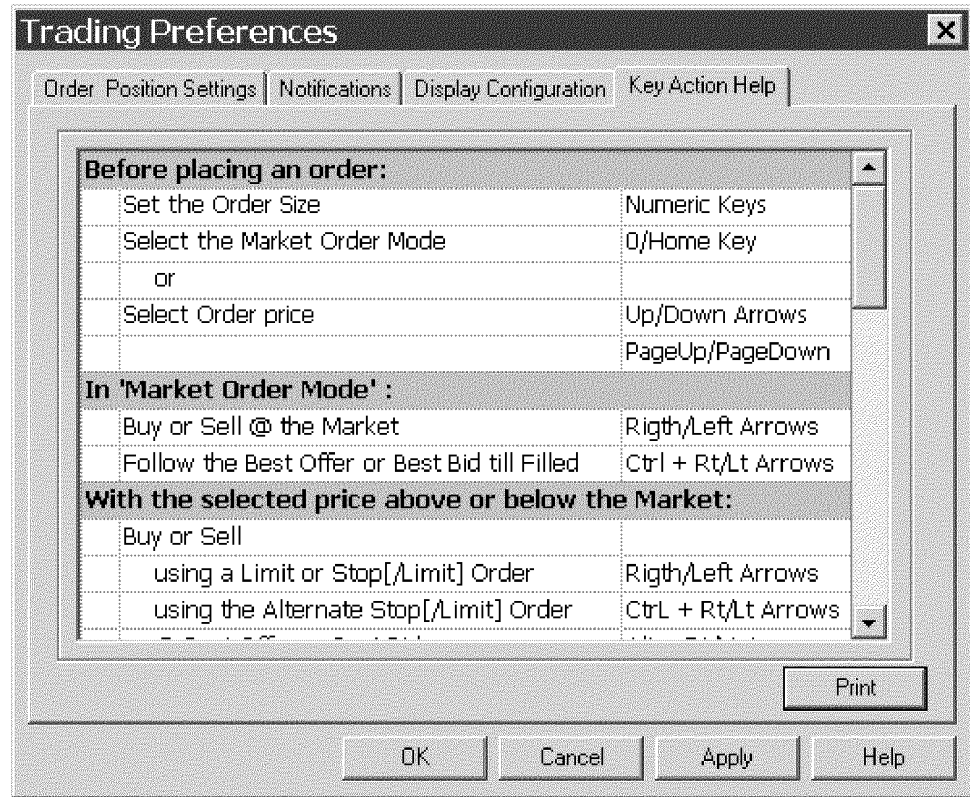 Trading Preferences
Order Position Settings Notifications Display Configuration Key Action Help
Before placing an order:
Set the Order Size Numeric Keys
Select the Market Order Mode 0/Home Key
or
Select Order price Up/Down Arrows
PageUp/PageDown
In 'Market Order Mode' :
Buy or Sell @ the Market Rigth/Left Arrows
Follow the Best Offer or Best Bid till Filled Ctrl + Rt/Lt Arrows
With the selected price above or below the Market:
Buy or Sell
using a Limit or Stop[/Limit] Order Rigth/Left Arrows
using the Alternate Stop[/Limit] Order CtrL + Rt/Lt Arrows
Print
OK Cancel Apply Help